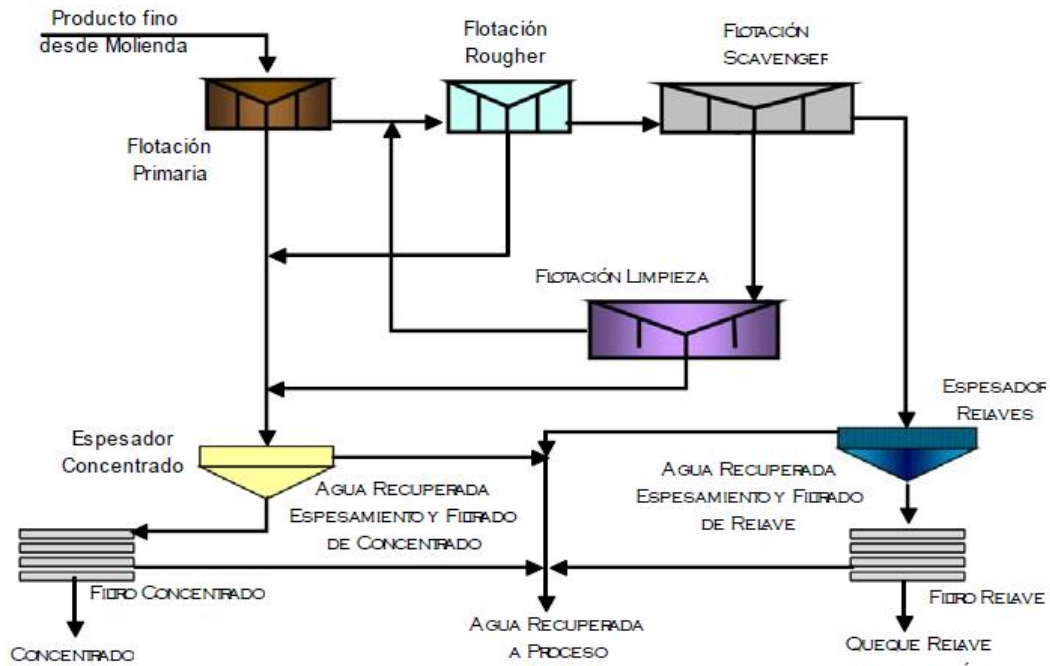 Producto fino
desde Molienda
Flotación
Rougher
FLOTACIÓN
SCAVENGER
Flotación
Primaria
FLOTACIÓN LIMPIEZA
ESPESADOR
RELAVES
Espesador
Concentrado
AGUA RECUPERADA
ESPESAMIENTO Y FILTRADO
DE CONCENTRADO
AGUA RECUPERADA
ESPESAMIENTO Y FILTRADO
DE RELAVE
FILTRO CONCENTRADO
FILTRO RELAVE
CONCENTRADO
AGUA RECUPERADA
A PROCESO
QUEQUE RELAVE